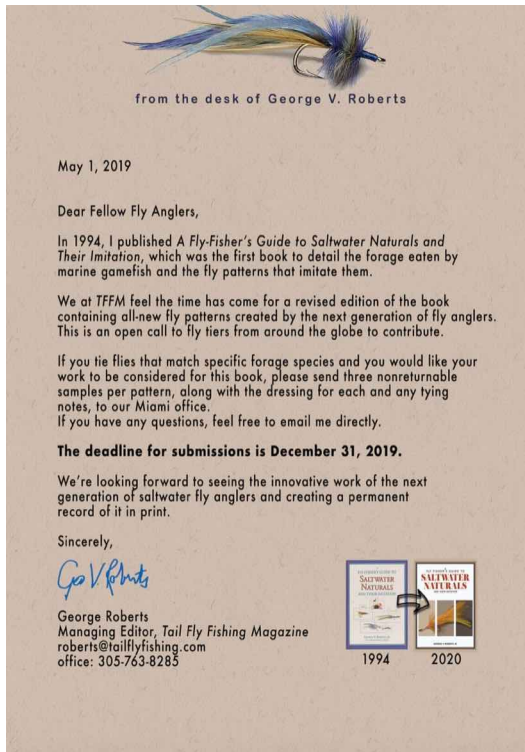 from the desk of George V. Roberts
May 1, 2019
Dear Fellow Fly Anglers,
In 1994, I published A Fly-Fisher's Guide to Saltwater Naturals and
Their Imitation, which was the first book to detail the forage eaten by
marine gamefish and the fly patterns that imitate them.
We at TFFM feel the time has come for a revised edition of the book
containing all-new fly patterns created by the next generation of fly anglers.
This is an open call to fly tiers from around the globe to contribute.
If you tie flies that match specific forage species and you would like your
work to be considered for this book, please send three nonreturnable
samples per pattern, along with the dressing for each and any tying
notes, to our Miami office.
If you have any questions, feel free to email me directly.
The deadline for submissions is December 31, 2019.
We're looking forward to seeing the innovative work of the next
generation of saltwater fly anglers and creating a permanent
record of it in print.
Sincerely,
Geo V Roberts
George Roberts
Managing Editor, Tail Fly Fishing Magazine
roberts@tailflyfishing.com
office: 305-763-8285
SALTWATER
NATURALS
1994
SALTWATER
NATURALS
2020